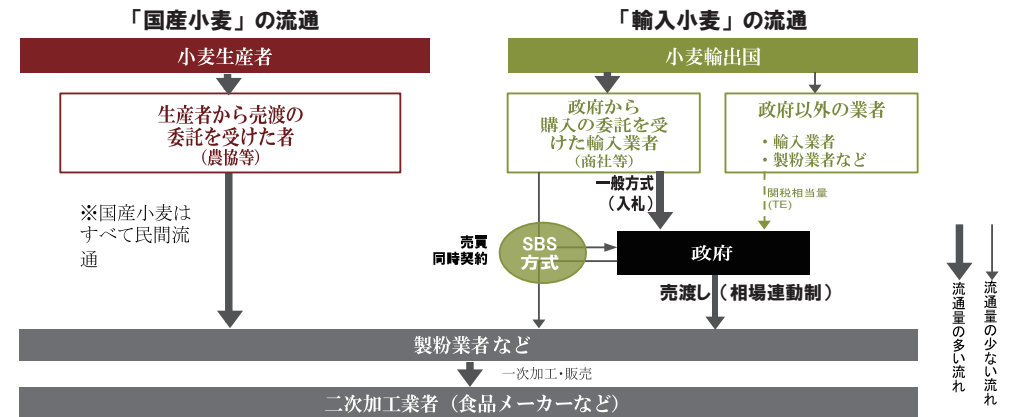 「国産小麦」の流通
小麦生産者
生産者から売渡の
委託を受けた者
（農協等）
※国産小麦は
すべて民間流
通
「輸入小麦」の流通
小麦輸出国
政府から
購入の委託を受
けた輸入業者
（商社等）
政府以外の業者
・輸入業者
・製粉業者など
一般方式
（入札）
関税相当量
(TE)
売買
同時契約
SBS
方式
政府
売渡し（相場連動制）
製粉業者など
一次加工・販売
二次加工業者（食品メーカーなど）
流通量の多い流れ
流通量の少ない流れ